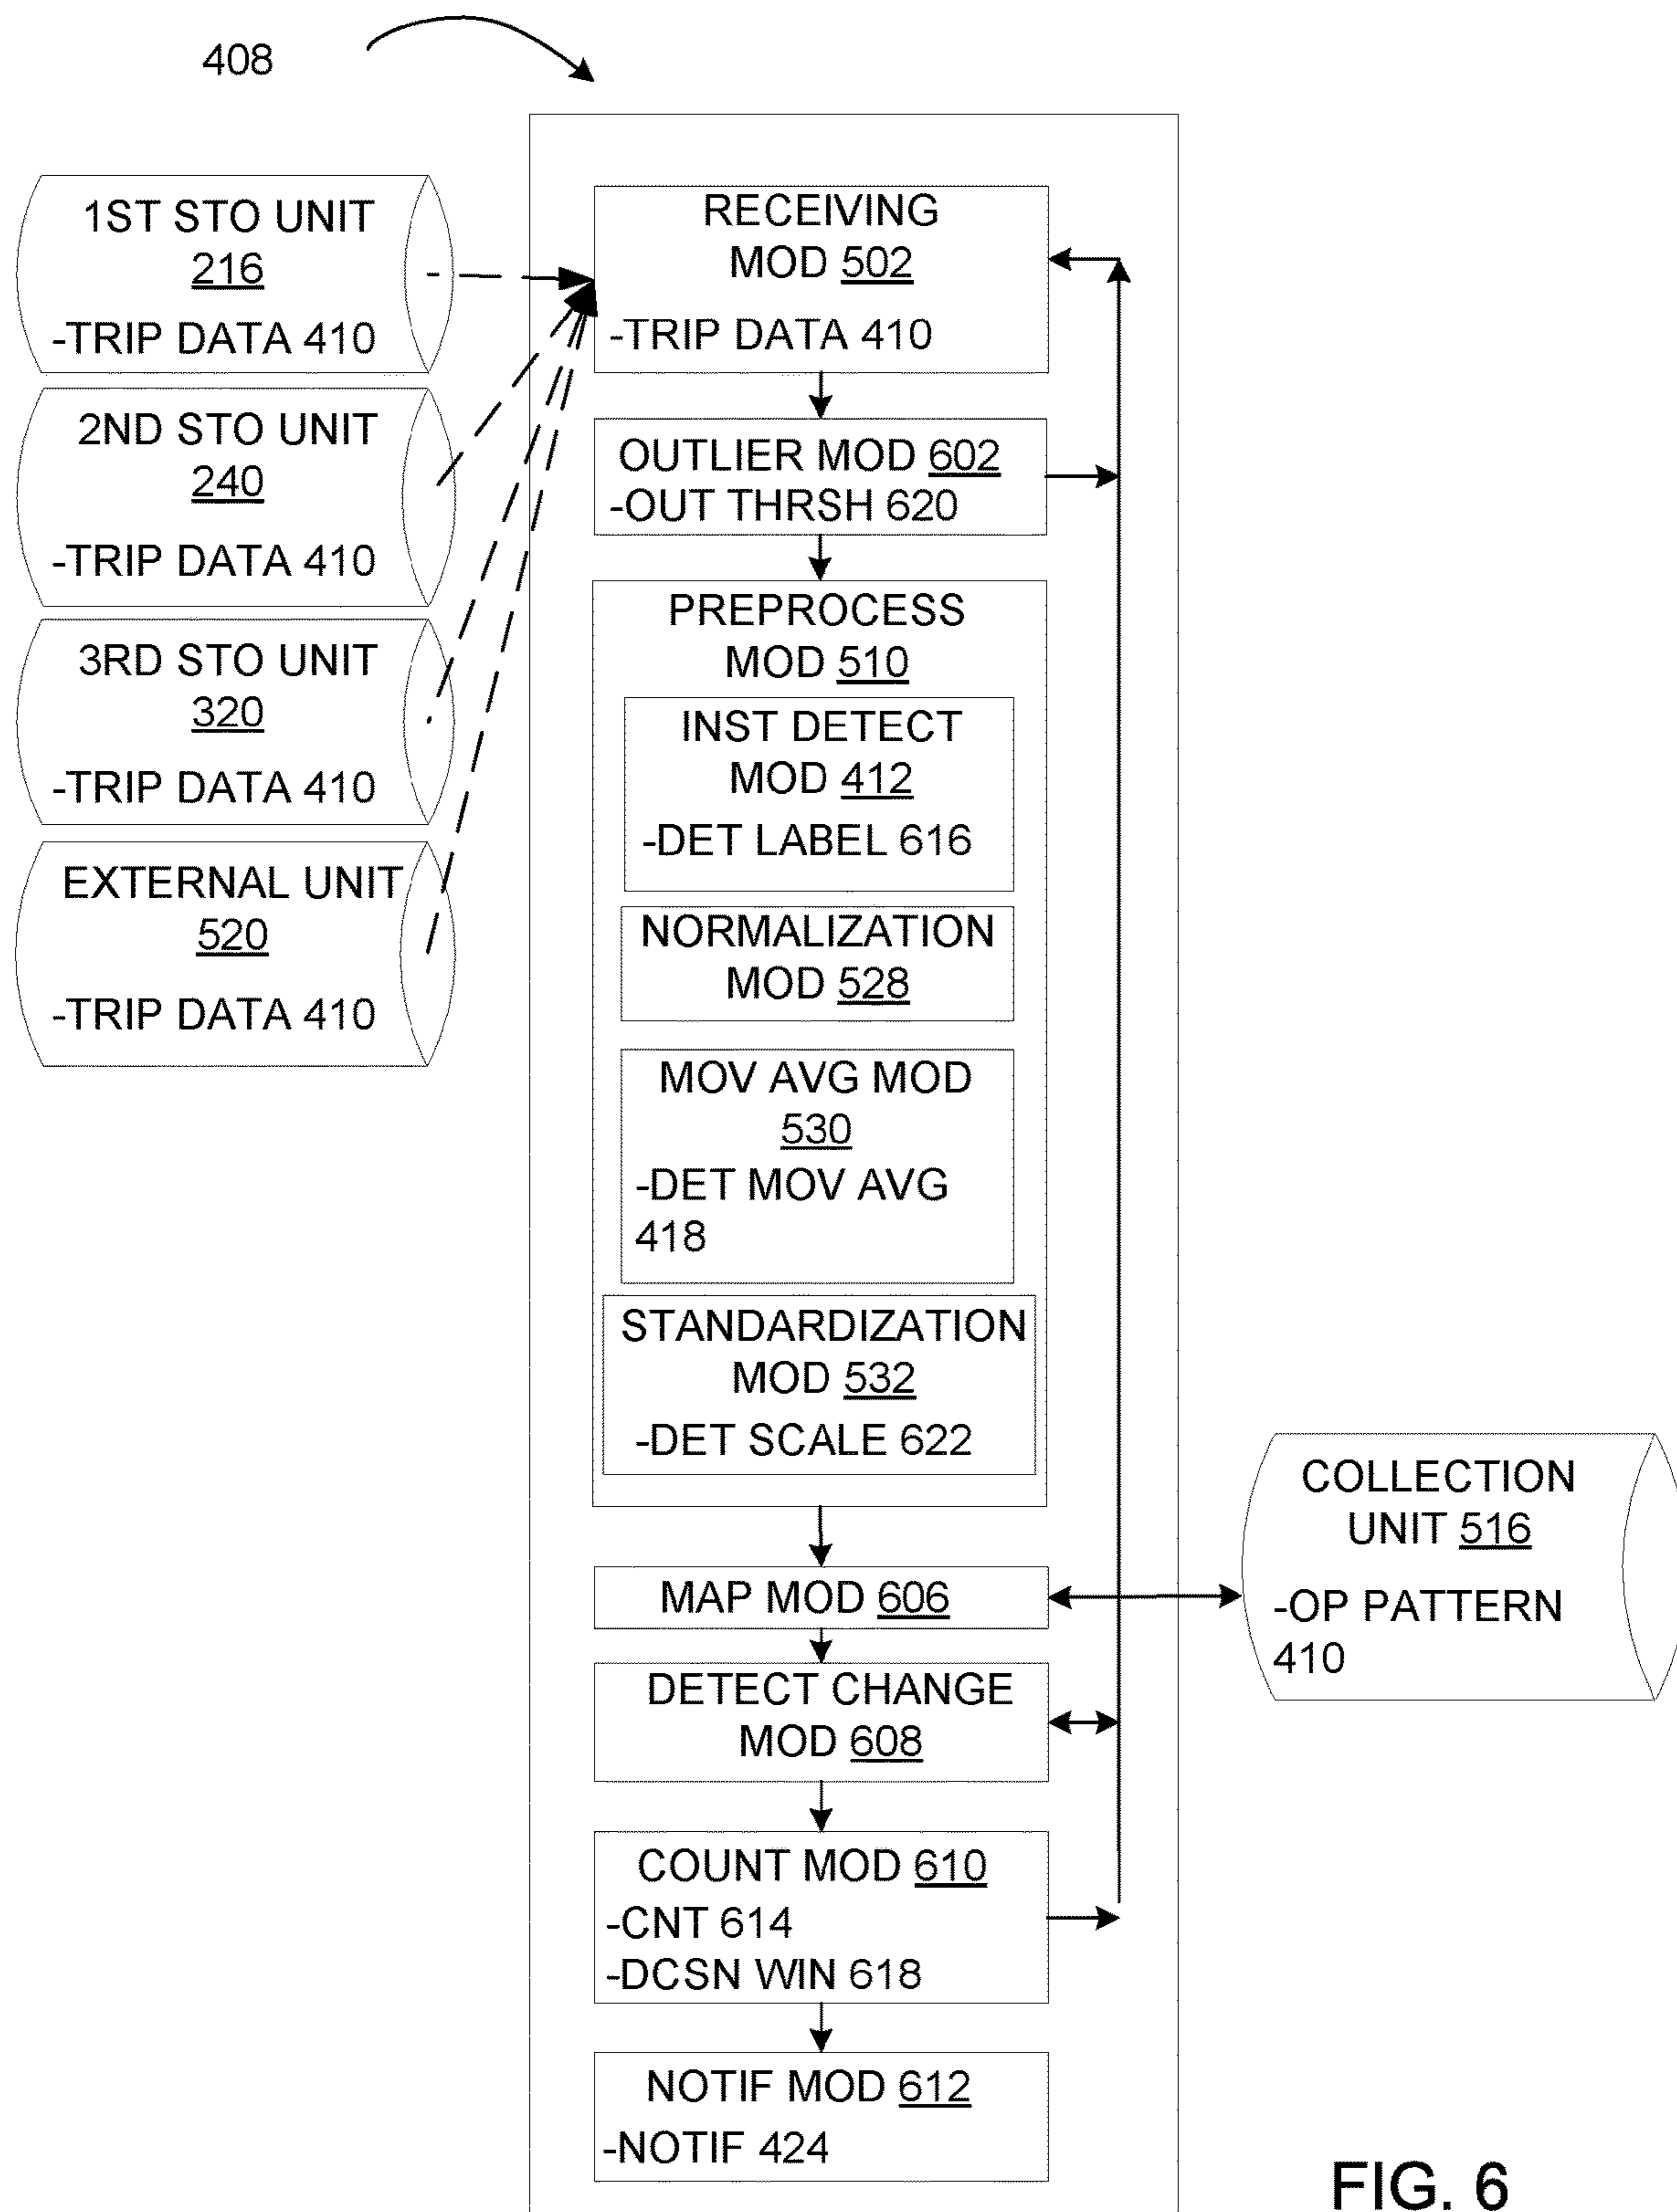 408
1ST STO UNIT
216
-TRIP DATA 410
2ND STO UNIT
240
-TRIP DATA 410
3RD STO UNIT
320
-TRIP DATA 410
EXTERNAL UNIT
520
-TRIP DATA 410
RECEIVING
MOD 502
-TRIP DATA 410
OUTLIER MOD 602
-OUT THRSH 620
PREPROCESS
MOD 510
INST DETECT
MOD 412
-DET LABEL 616
NORMALIZATION
MOD 528
MOV AVG MOD
530
-DET MOV AVG
418
STANDARDIZATION
MOD 532
-DET SCALE 622
MAP MOD 606
COLLECTION
UNIT 516
-OP PATTERN
410
DETECT CHANGE
MOD 608
COUNT MOD 610
-CNT 614
-DCSN WIN 618
NOTIF MOD 612
-NOTIF 424
FIG. 6